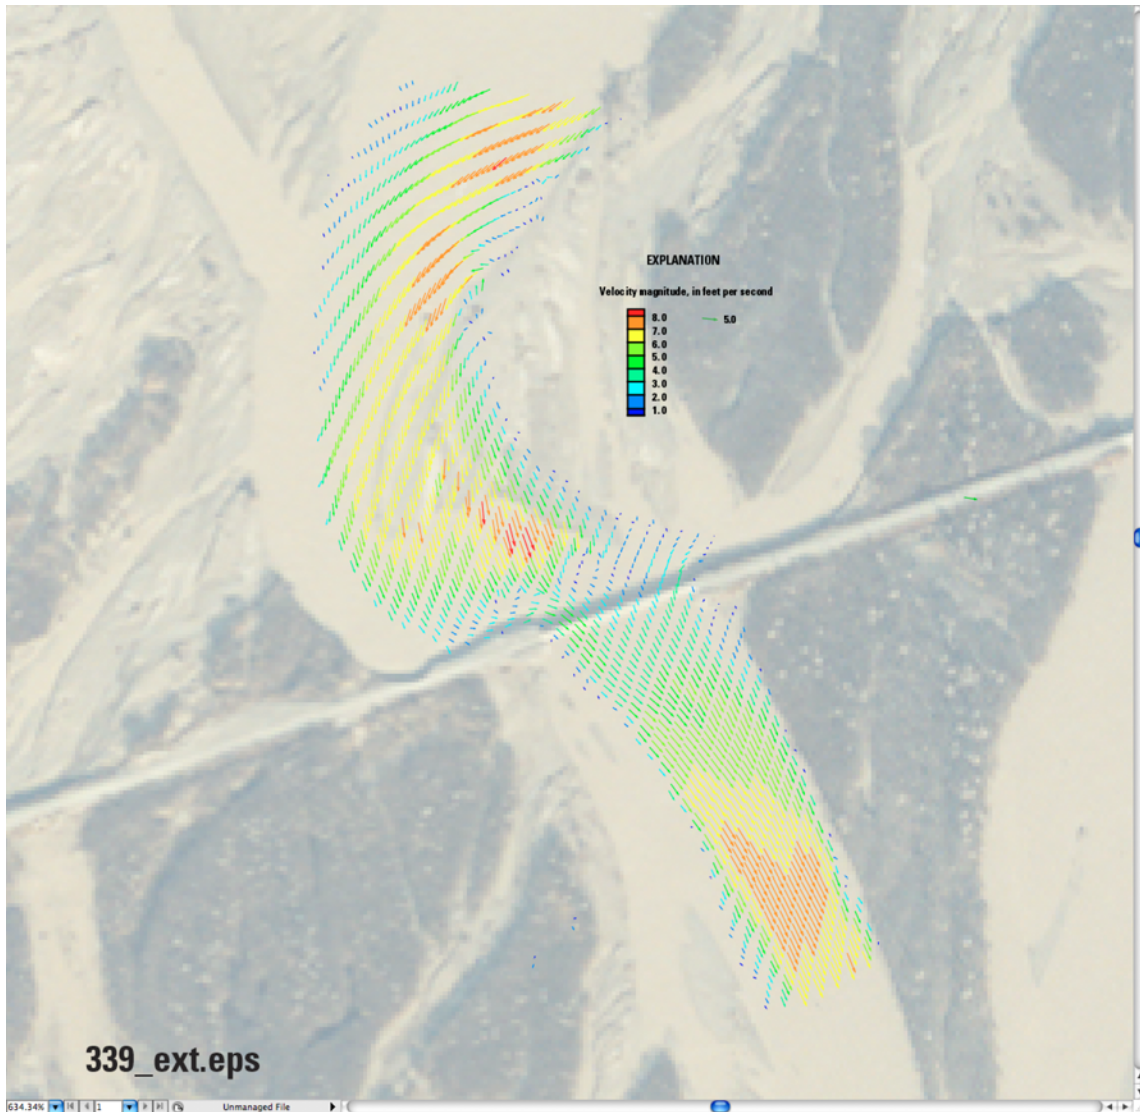 EXPLANATION
Velocity magnitude, in feet per second
8.0
7.0
6.0
5.0
4.0
3.0
2.0
1.0
5.0
339_ext.eps
634.34%
1
Unmanaged File